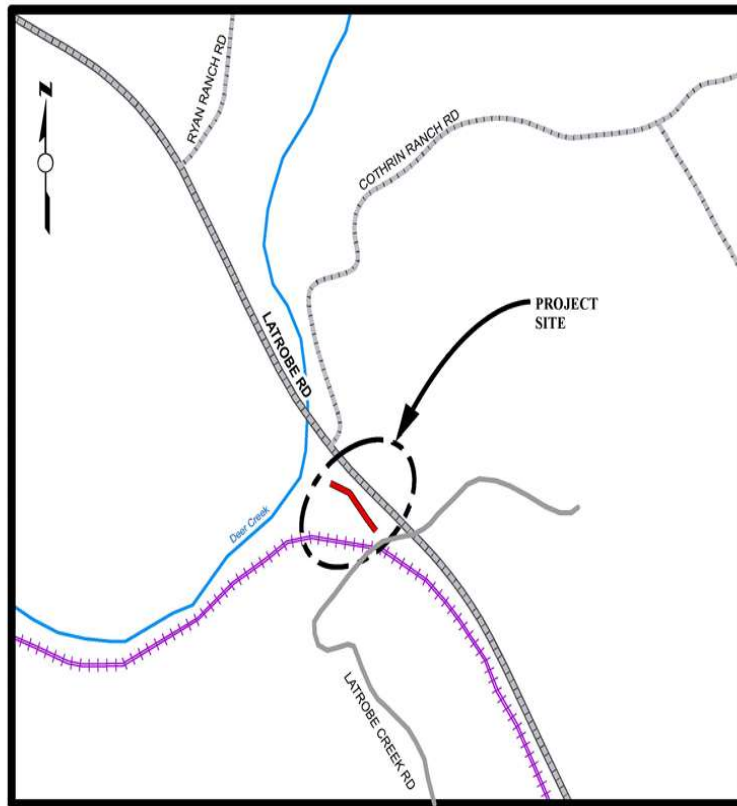 RYAN RANCH RD
N
COTHRIN RANCH RD
PROJECT
SITE
LATROBE RD
Deer Creek
LATROBE CREEK RD